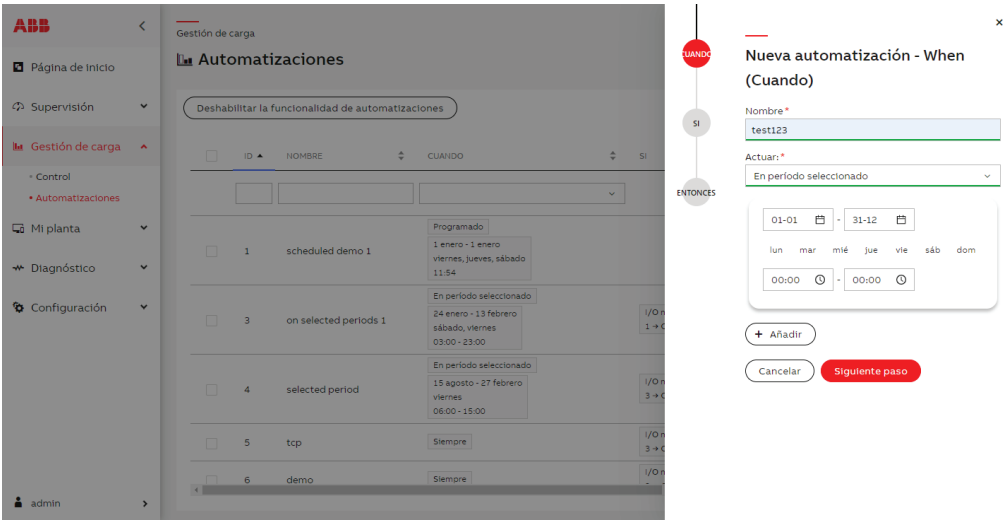 ABB
Página de inicio
Supervisión
Gestión de carga
Control
Automatizaciones
Mi planta
Diagnóstico
Configuración
admin
Gestión de carga
Automatizaciones
Deshabilitar la funcionalidad de automatizaciones
ID NOMBRE CUANDO SI
1 scheduled demo 1
Programado
1 enero - 1 enero
viernes, jueves, sábado
11:54
3 on selected periods 1
En período seleccionado
24 enero - 13 febrero
sábado, viernes
03:00 - 23:00
I/O
1 →
4 selected period
En período seleccionado
15 agosto - 27 febrero
viernes
06:00 - 15:00
I/O
3 →
5 tcp Siempre
I/O
3 →
6 demo Siempre
I/O
CUANDO
SI
ENTONCES
Nueva automatización - When
(Cuando)
Nombre*
test123
Actuar:*
En período seleccionado
01-01 - 31-12
lun mar mié jue vie sáb dom
00:00 - 00:00
+ Añadir
Cancelar Siguiente paso